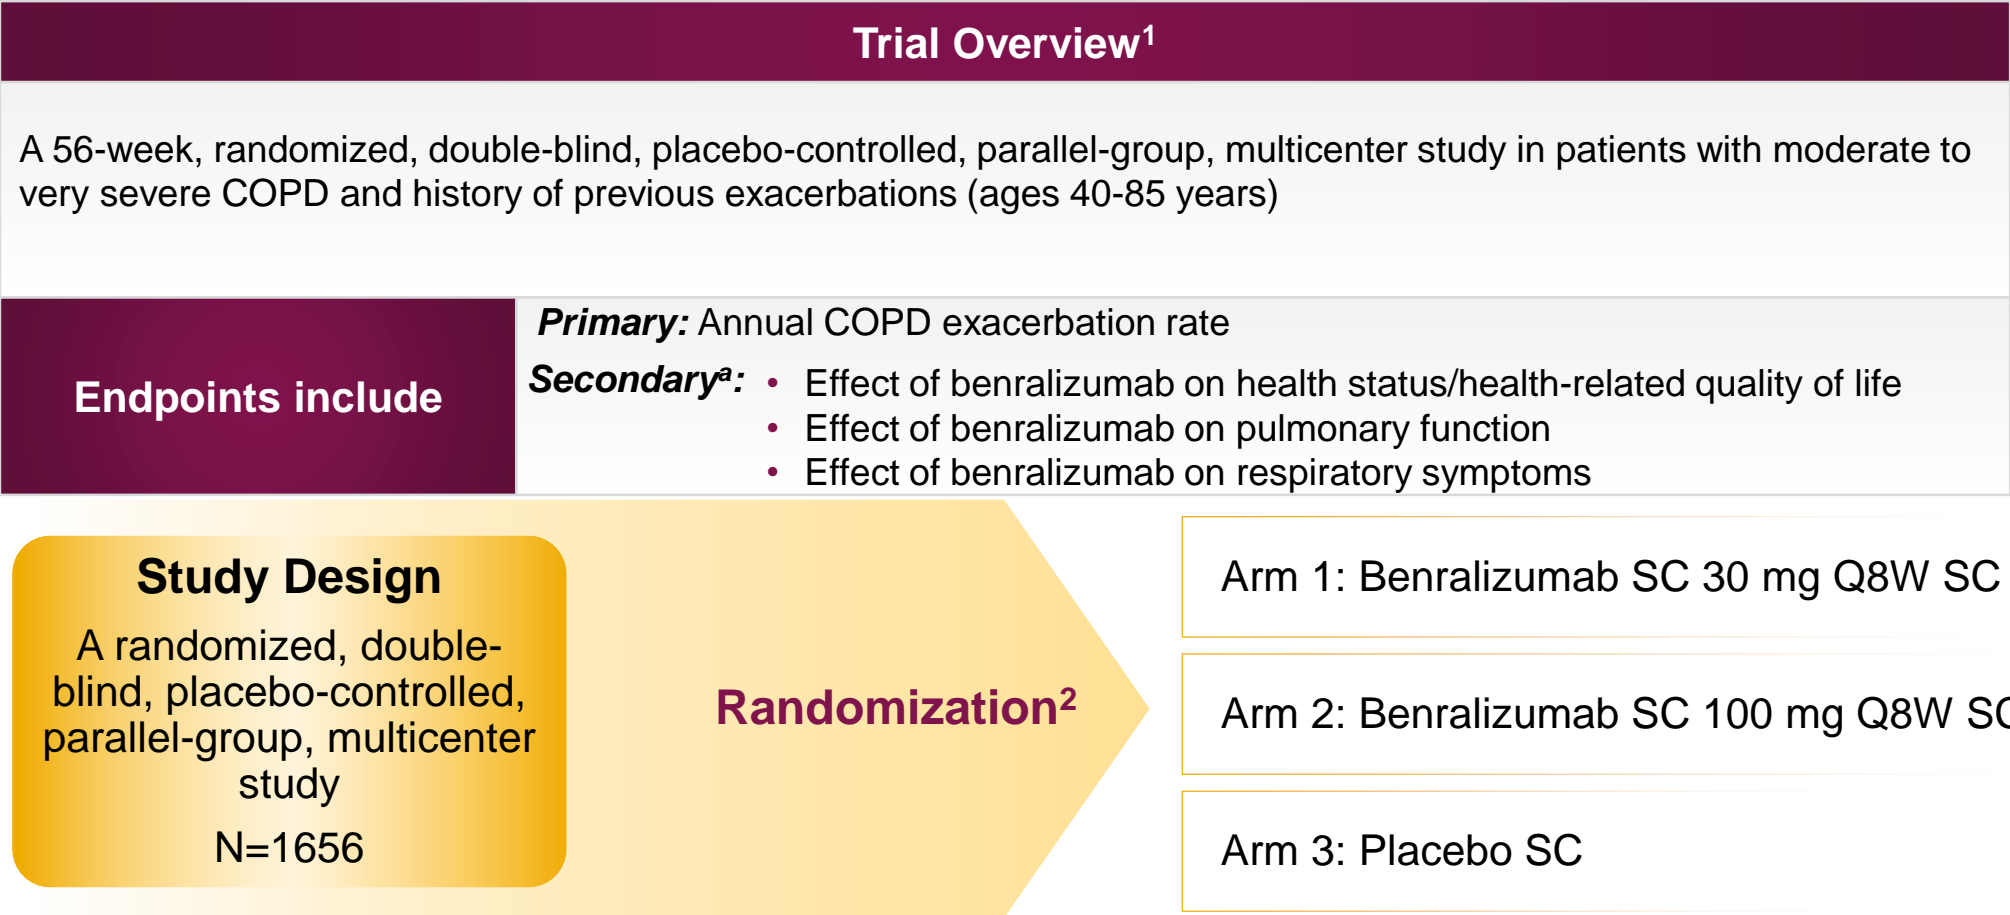 Trial Overview¹
A 56-week, randomized, double-blind, placebo-controlled, parallel-group, multicenter study in patients with moderate to
very severe COPD and history of previous exacerbations (ages 40-85 years)
Endpoints include
Primary: Annual COPD exacerbation rate
Secondaryᵃ: • Effect of benralizumab on health status/health-related quality of life
• Effect of benralizumab on pulmonary function
• Effect of benralizumab on respiratory symptoms
Study Design
A randomized, double-
blind, placebo-controlled,
parallel-group, multicenter
study
N=1656
Randomization²
Arm 1: Benralizumab SC 30 mg Q8W SC
Arm 2: Benralizumab SC 100 mg Q8W SC
Arm 3: Placebo SC